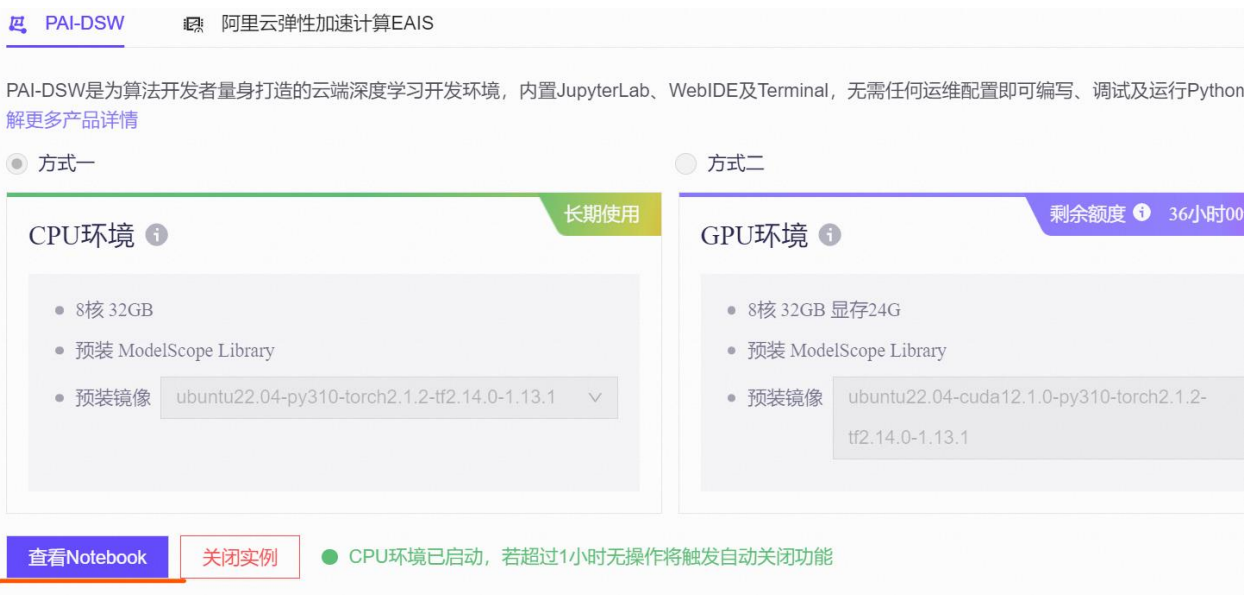 PAI-DSW 阿里云弹性加速计算EAIS
PAI-DSW是为算法开发者量身打造的云端深度学习开发环境，内置JupyterLab、WebIDE及Terminal，无需任何运维配置即可编写、调试及运行Python
解更多产品详情
方式一
方式二
CPU环境
长期使用
8核 32GB
预装 ModelScope Library
预装镜像 ubuntu22.04-py310-torch2.1.2-tf2.14.0-1.13.1
GPU环境
剩余额度 36小时00
8核 32GB 显存24G
预装 ModelScope Library
预装镜像 ubuntu22.04-cuda12.1.0-py310-torch2.1.2-
tf2.14.0-1.13.1
查看Notebook 关闭实例 CPU环境已启动，若超过1小时无操作将触发自动关闭功能